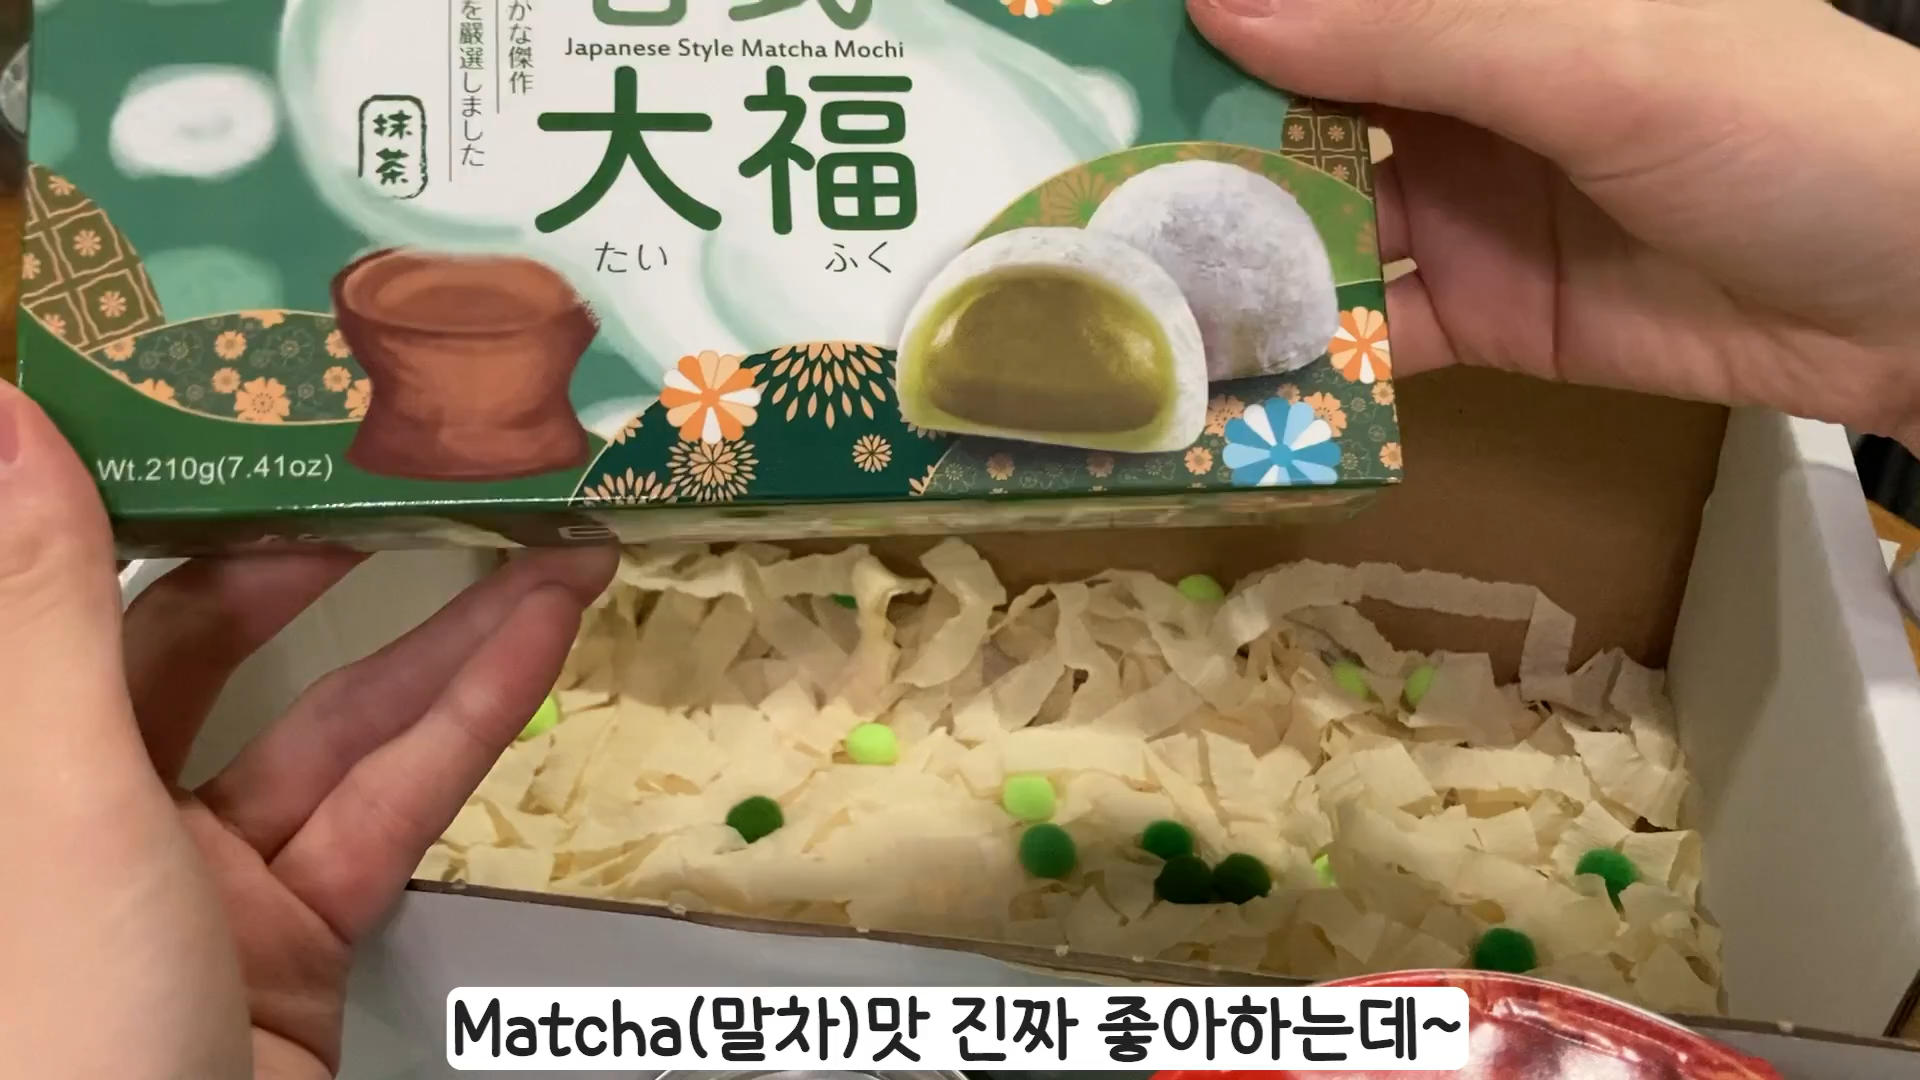 かな傑作
を厳選しました
Japanese Style Matcha Mochi
大福
たい ふく
抹茶
Wt.210g(7.41oz)
Matcha(말차)맛 진짜 좋아하는데~